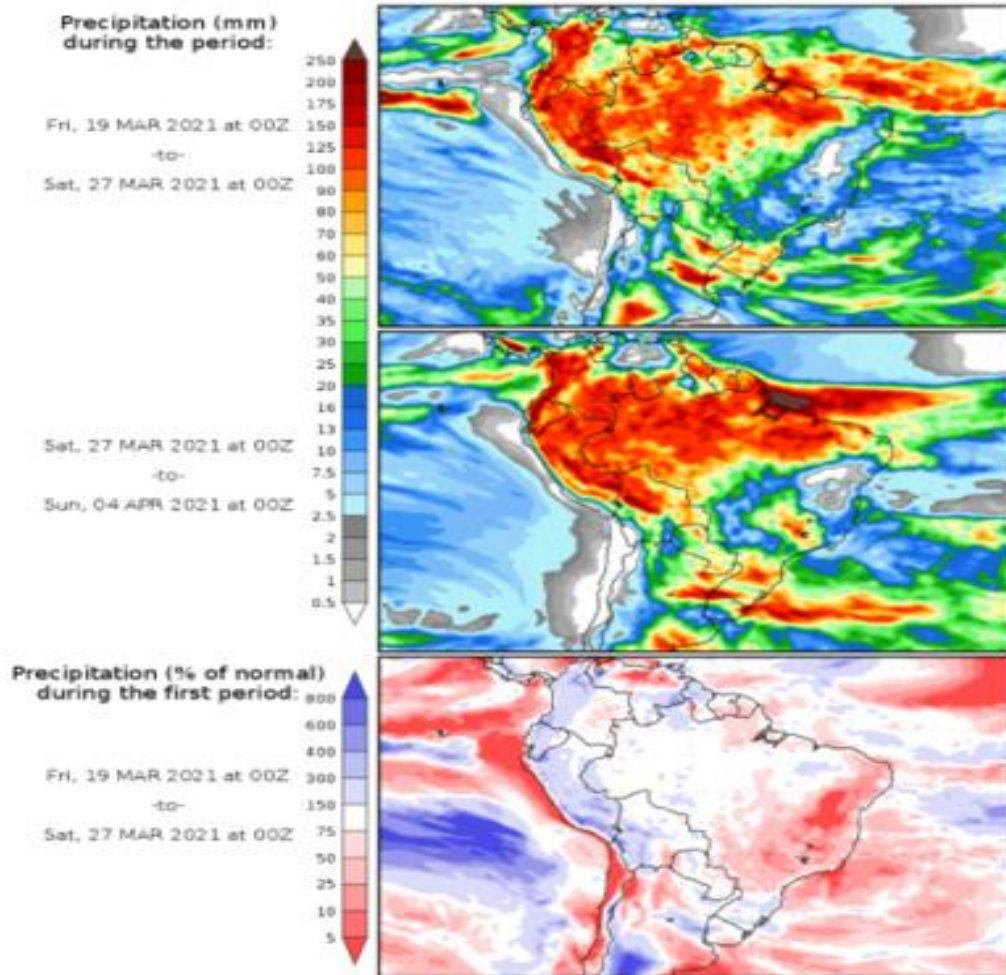 Precipitation (mm)
during the period:
250
200
175
150
125
100
90
80
70
60
50
40
35
30
25
20
16
13
10
7.5
5
2.5
2
1.5
1
0.5
Fri, 19 MAR 2021 at 00Z
-to-
Sat, 27 MAR 2021 at 00Z
Sat, 27 MAR 2021 at 00Z
-to-
Sun, 04 APR 2021 at 00Z
Precipitation (% of normal)
during the first period:
800
600
400
300
150
75
50
25
10
5
Fri, 19 MAR 2021 at 00Z
-to-
Sat, 27 MAR 2021 at 00Z